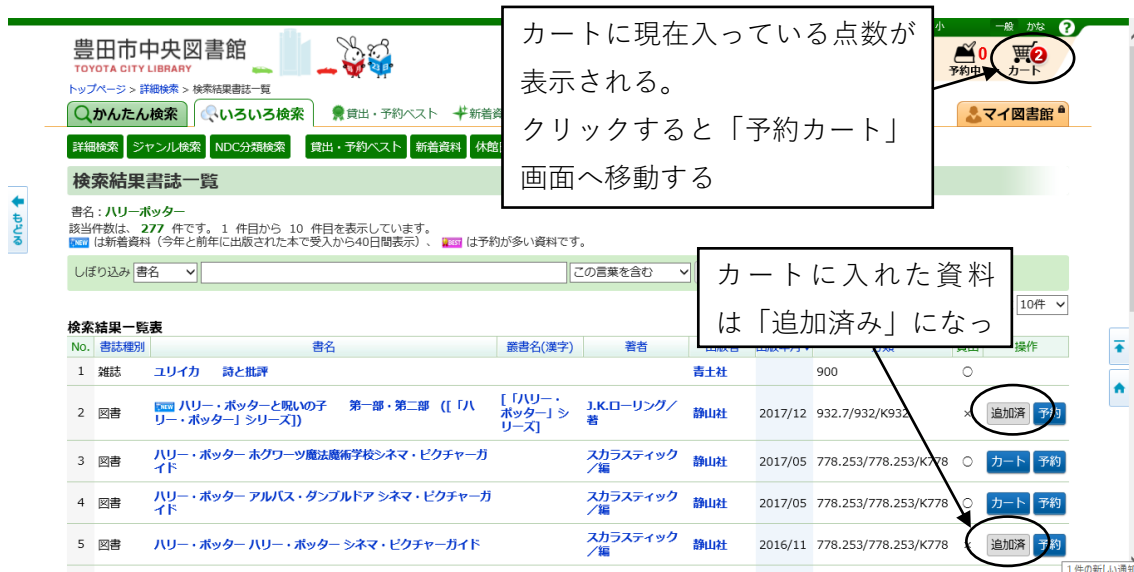 小 一般 かな ?
カートに現在入っている点数が
表示される。
クリックすると「予約カート」
画面へ移動する
豊田市中央図書館
TOYOTA CITY LIBRARY
0 2
予約中 カート
トップページ > 詳細検索 > 検索結果書誌一覧
かんたん検索 いろいろ検索 貸出・予約ベスト 新着資 マイ図書館
詳細検索 ジャンル検索 NDC分類検索 貸出・予約ベスト 新着資料 休館
検索結果書誌一覧
もどる
書名：ハリーポッター
該当件数は、 277 件です。 1 件目から 10 件目を表示しています。
NEW は新着資料（今年と前年に出版された本で受入から40日間表示）、 BEST は予約が多い資料です。
しぼり込み 書名 この言葉を含む
カートに入れた資料
は「追加済み」になっ
10件
検索結果一覧表
No. 書誌種別 書名 叢書名(漢字) 著者 操作
1 雑誌 ユリイカ 詩と批評 青土社 900 ○
2 図書 NEW ハリー・ポッターと呪いの子 第一部・第二部 ([「ハリー・ポッター」シリーズ]) [「ハリー・ポッター」シリーズ] J.K.ローリング／著 静山社 2017/12 932.7/932/K932 × 追加済 予約
3 図書 ハリー・ポッター ホグワーツ魔法魔術学校シネマ・ピクチャーガイド スカラスティック／編 静山社 2017/05 778.253/778.253/K778 ○ カート 予約
4 図書 ハリー・ポッター アルバス・ダンブルドア シネマ・ピクチャーガイド スカラスティック／編 静山社 2017/05 778.253/778.253/K778 ○ カート 予約
5 図書 ハリー・ポッター ハリー・ポッター シネマ・ピクチャーガイド スカラスティック／編 静山社 2016/11 778.253/778.253/K778 × 追加済 予約
1 件の新しい通知